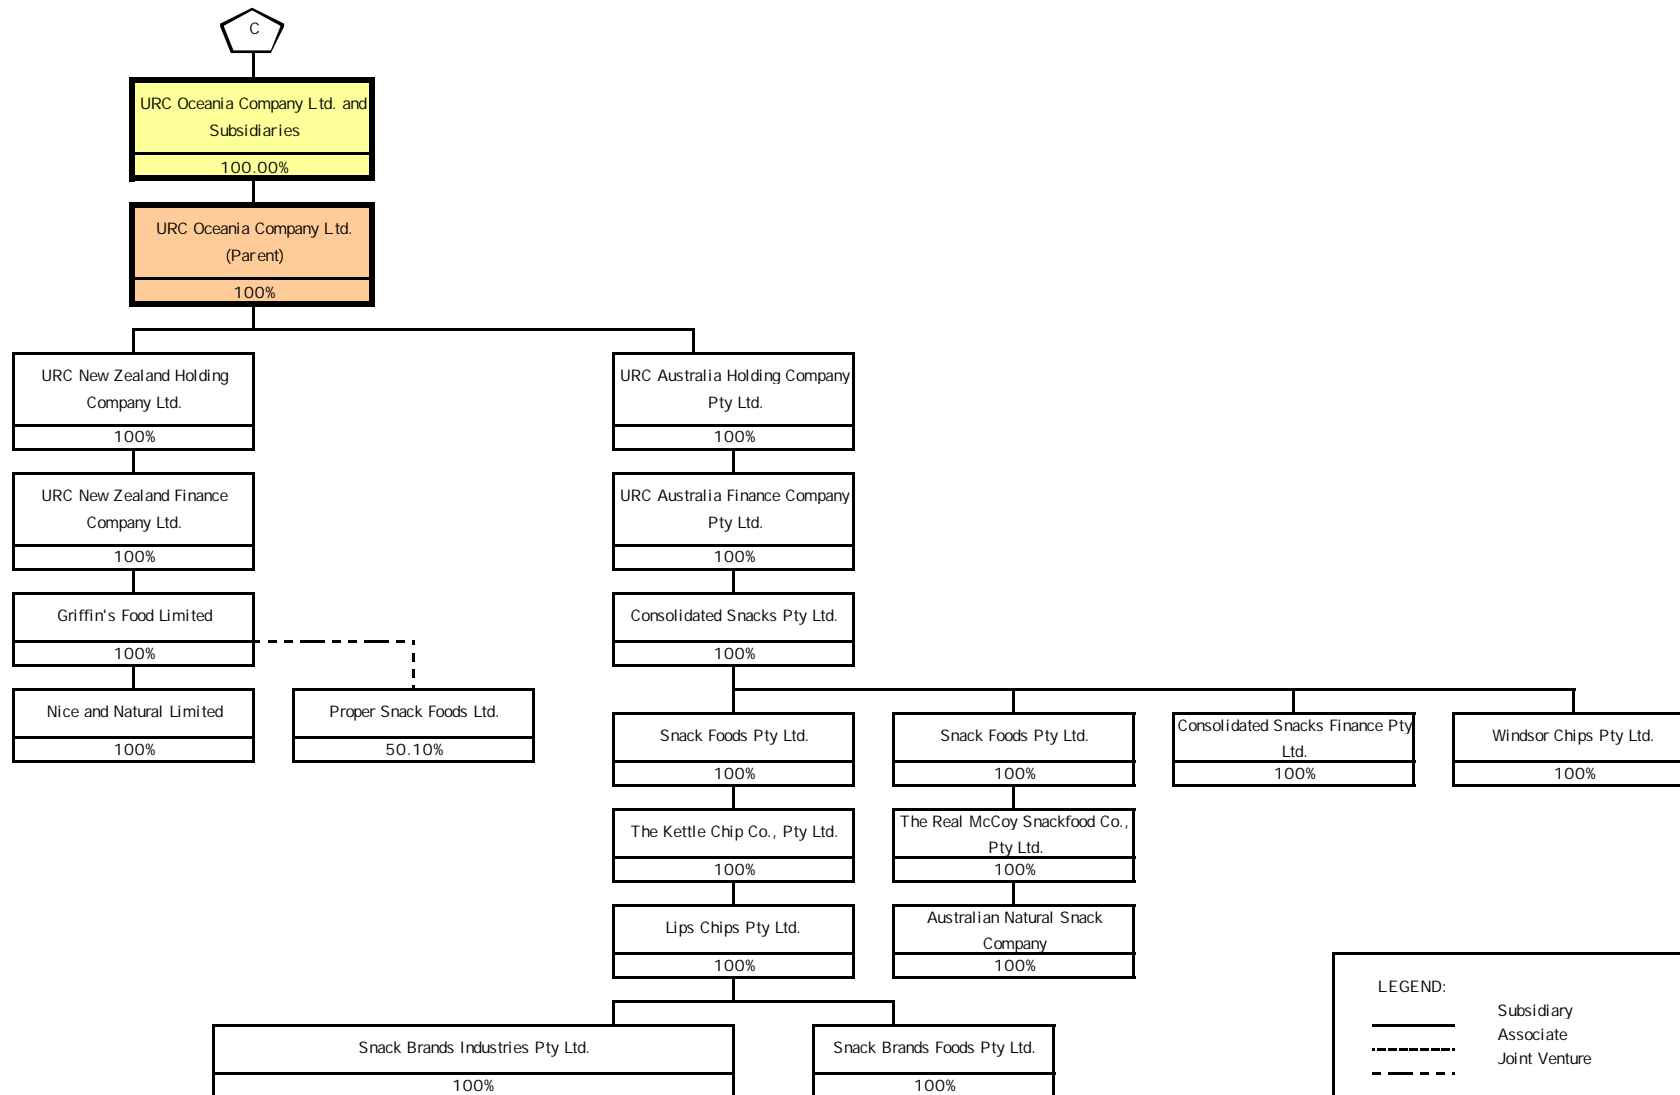 C
URC Oceania Company Ltd. and
Subsidiaries
100.00%
URC Oceania Company Ltd.
(Parent)
100%
URC New Zealand Holding
Company Ltd.
100%
URC Australia Holding Company
Pty Ltd.
100%
URC New Zealand Finance
Company Ltd.
100%
URC Australia Finance Company
Pty Ltd.
100%
Griffin's Food Limited
100%
Consolidated Snacks Pty Ltd.
100%
Nice and Natural Limited
100%
Proper Snack Foods Ltd.
50.10%
Snack Foods Pty Ltd.
100%
Snack Foods Pty Ltd.
100%
Consolidated Snacks Finance Pty
Ltd.
100%
Windsor Chips Pty Ltd.
100%
The Kettle Chip Co., Pty Ltd.
100%
The Real McCoy Snackfood Co.,
Pty Ltd.
100%
Lips Chips Pty Ltd.
100%
Australian Natural Snack
Company
100%
Snack Brands Industries Pty Ltd.
100%
Snack Brands Foods Pty Ltd.
100%
LEGEND:
Subsidiary
Associate
Joint Venture